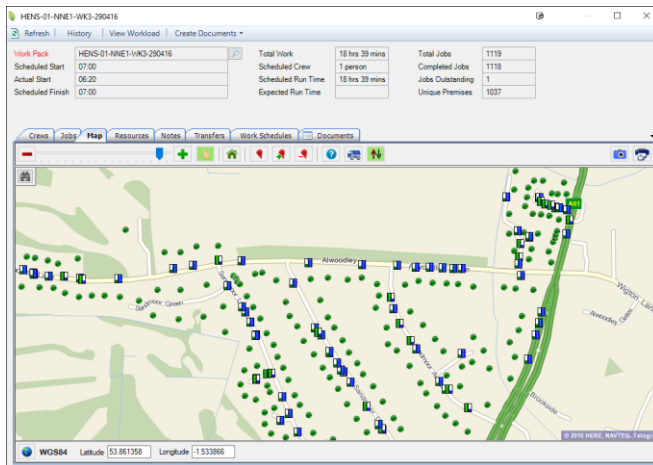 HENS-01-NNE1-WK3-290416
Refresh History View Workload Create Documents
Work Pack HENS-01-NNE1-WK3-290416 Total Work 18 hrs 39 mins Total Jobs 1119
Scheduled Start 07:00 Scheduled Crew 1 person Completed Jobs 1118
Actual Start 06:20 Scheduled Run Time 18 hrs 39 mins Jobs Outstanding 1
Scheduled Finish 07:00 Expected Run Time Unique Premises 1037
Crews Jobs Map Resources Notes Transfers Work Schedules Documents
Alwoodley
Wigton Lane
Sandmoor Green
Alwoodley Gates
Brookside
© 2016 HERE, NAVTEQ, Telogis
WGS84 Latitude 53.861358 Longitude -1.533866